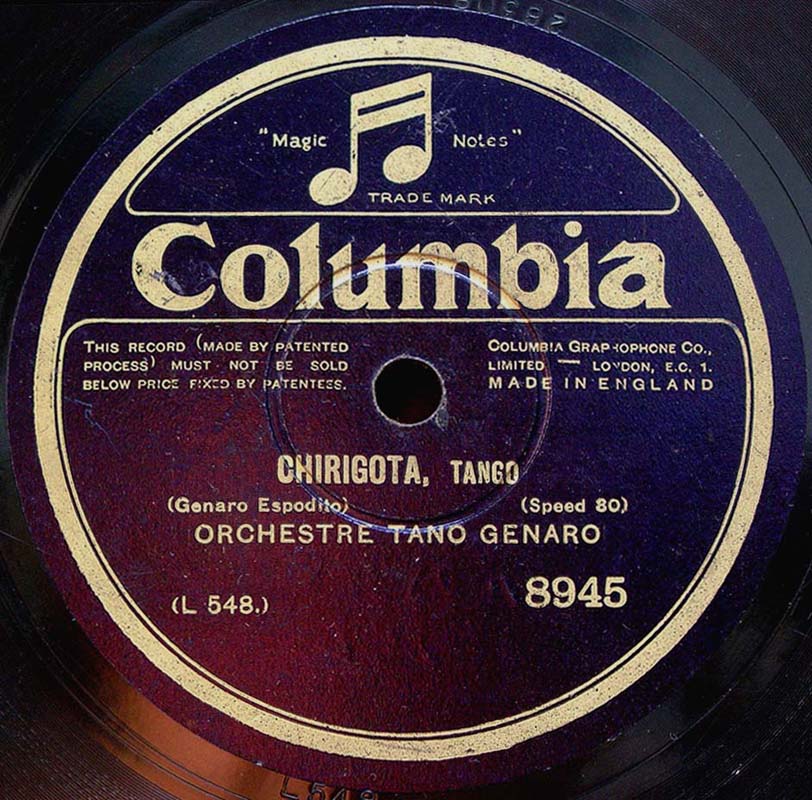 "Magic Notes"
TRADE MARK
Columbia
THIS RECORD (MADE BY PATENTED
PROCESS) MUST NOT BE SOLD
BELOW PRICE FIXED BY PATENTEES.
COLUMBIA GRAPHOPHONE CO.,
LIMITED — LONDON, E.C. 1.
MADE IN ENGLAND
CHIRIGOTA, TANGO
(Genaro Espodito) (Speed 80)
ORCHESTRE TANO GENARO
(L 548.) 8945
L 548